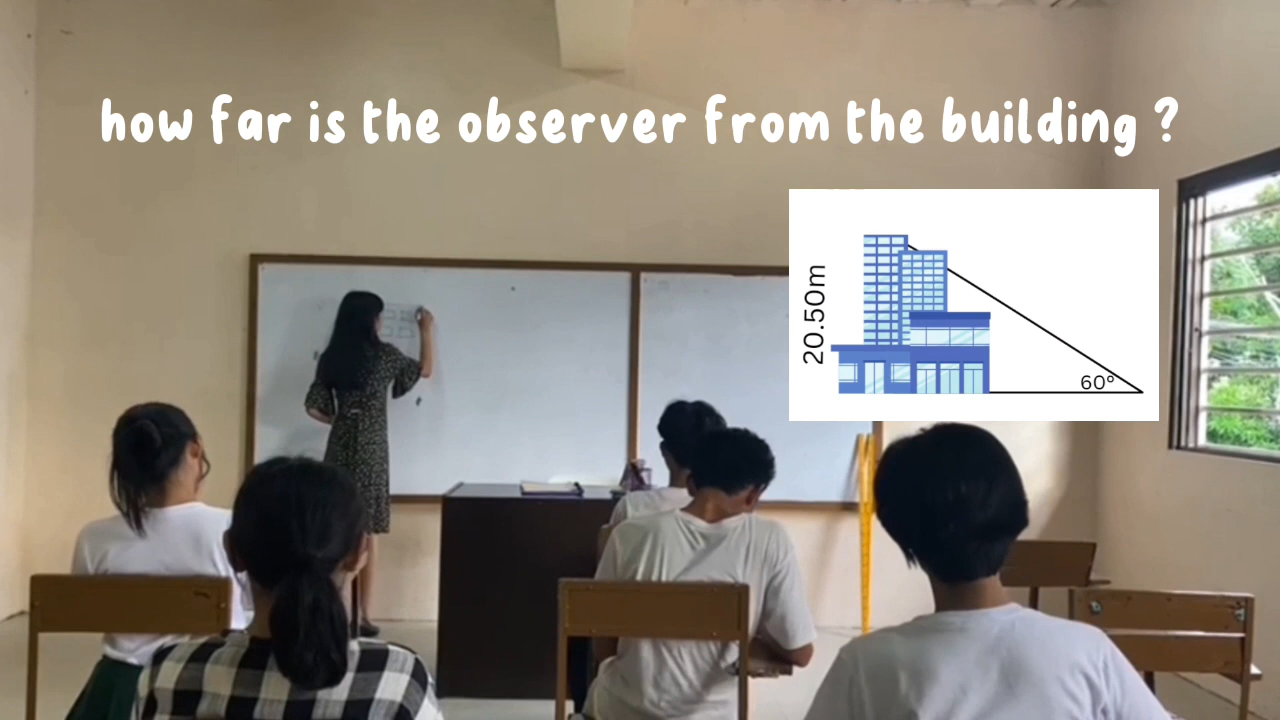 how far is the observer from the building ?
20.50m
60°